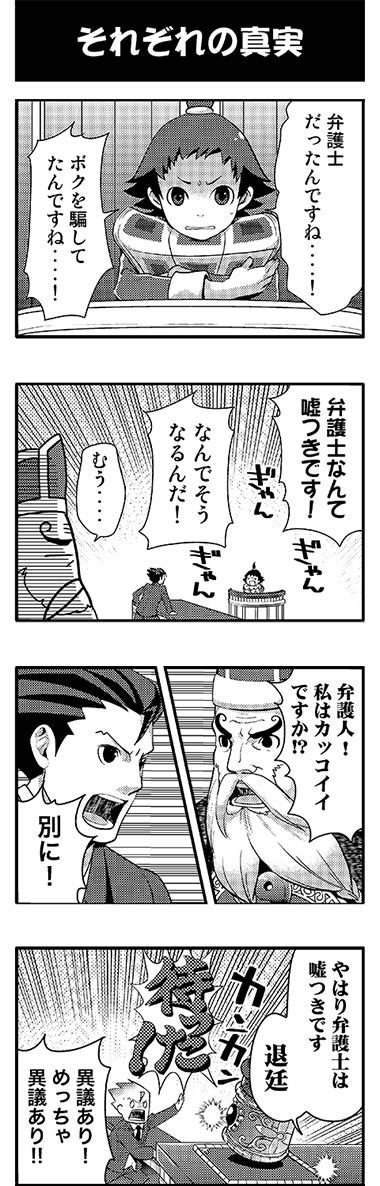 それぞれの真実
弁護士
だったんですね
‥‥！
ボクを騙して
たんですね‥‥！
弁護士なんて
嘘つきです！
ぎゃん
ぎゃん
なんでそう
なるんだ！
むう‥‥
弁護人！
私はカッコイイ
ですか!?
別に！
やはり弁護士は
嘘つきです
退廷
カンカン
待った！
異議あり！
めっちゃ
異議あり!!